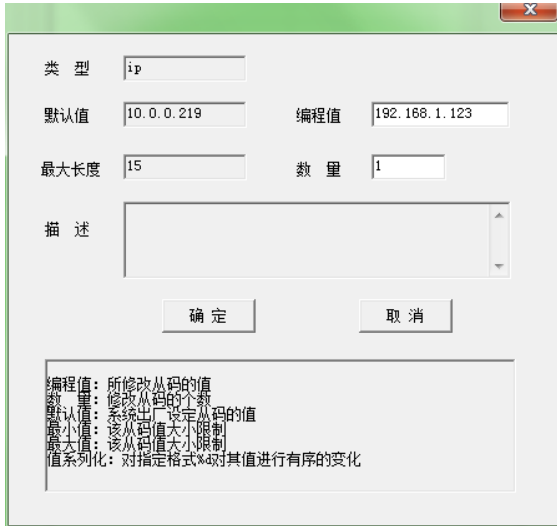 类 型 ip
默认值 10.0.0.219 编程值 192.168.1.123
最大长度 15 数 量 1
描 述
确 定 取 消
编程值：所修改从码的值
数 量：修改从码的个数
默认值：系统出厂设定从码的值
最小值：该从码值大小限制
最大值：该从码值大小限制
值系列化：对指定格式%d对其值进行有序的变化